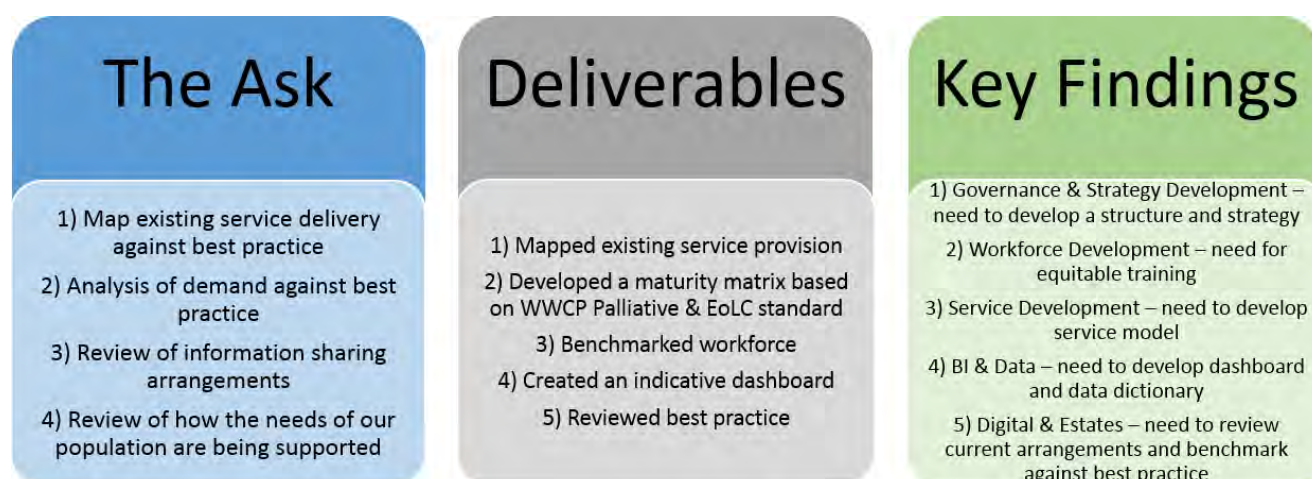 The Ask
1) Map existing service delivery
against best practice
2) Analysis of demand against best
practice
3) Review of information sharing
arrangements
4) Review of how the needs of our
population are being supported
Deliverables
1) Mapped existing service provision
2) Developed a maturity matrix based
on WWCP Palliative & EoLC standard
3) Benchmarked workforce
4) Created an indicative dashboard
5) Reviewed best practice
Key Findings
1) Governance & Strategy Development –
need to develop a structure and strategy
2) Workforce Development – need for
equitable training
3) Service Development – need to develop
service model
4) BI & Data – need to develop dashboard
and data dictionary
5) Digital & Estates – need to review
current arrangements and benchmark
against best practice